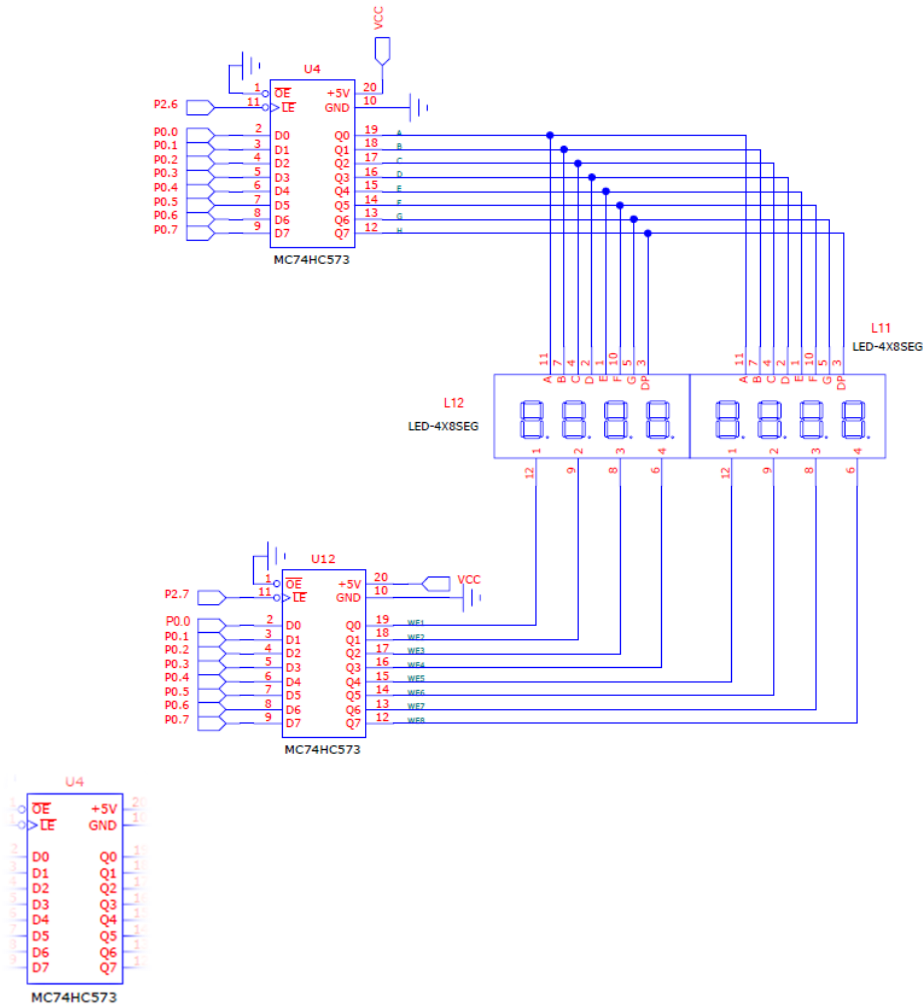 VCC
U4
1 OE +5V 20
P2.6 11 LE GND 10
P0.0 2 D0 Q0 19 A
P0.1 3 D1 Q1 18 B
P0.2 4 D2 Q2 17 C
P0.3 5 D3 Q3 16 D
P0.4 6 D4 Q4 15 E
P0.5 7 D5 Q5 14 F
P0.6 8 D6 Q6 13 G
P0.7 9 D7 Q7 12 H
MC74HC573
L11
LED-4X8SEG
11 7 4 2 1 10 5 3
A B C D E F G DP
11 7 4 2 1 10 5 3
A B C D E F G DP
L12
LED-4X8SEG
1 2 3 4
12 9 8 6
1 2 3 4
12 9 8 6
U12
1 OE +5V 20 VCC
P2.7 11 LE GND 10
P0.0 2 D0 Q0 19 WE1
P0.1 3 D1 Q1 18 WE2
P0.2 4 D2 Q2 17 WE3
P0.3 5 D3 Q3 16 WE4
P0.4 6 D4 Q4 15 WE5
P0.5 7 D5 Q5 14 WE6
P0.6 8 D6 Q6 13 WE7
P0.7 9 D7 Q7 12 WE8
MC74HC573
U4
OE +5V
LE GND
D0 Q0
D1 Q1
D2 Q2
D3 Q3
D4 Q4
D5 Q5
D6 Q6
D7 Q7
MC74HC573